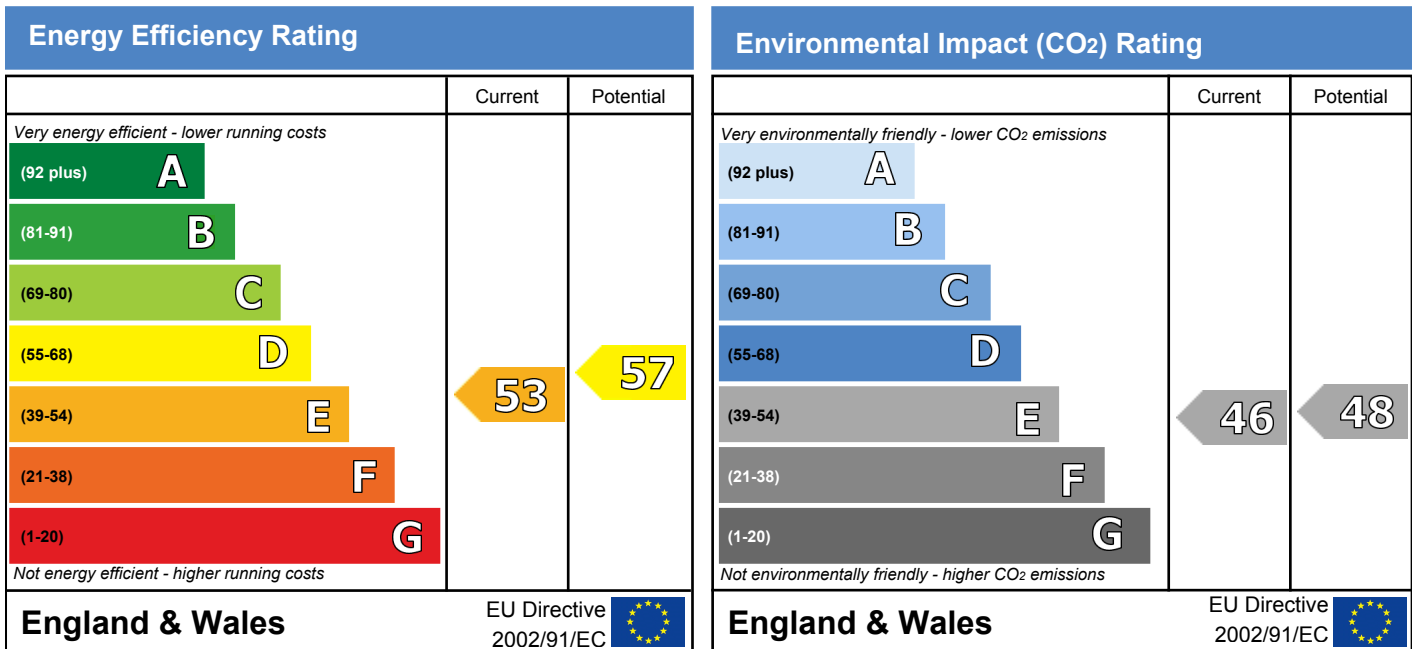 Energy Efficiency Rating
Current Potential
Very energy efficient - lower running costs
(92 plus) A
(81-91) B
(69-80) C
(55-68) D
(39-54) E
(21-38) F
(1-20) G
53
57
Not energy efficient - higher running costs
England & Wales
EU Directive
2002/91/EC
Environmental Impact (CO2) Rating
Current Potential
Very environmentally friendly - lower CO2 emissions
(92 plus) A
(81-91) B
(69-80) C
(55-68) D
(39-54) E
(21-38) F
(1-20) G
46
48
Not environmentally friendly - higher CO2 emissions
England & Wales
EU Directive
2002/91/EC